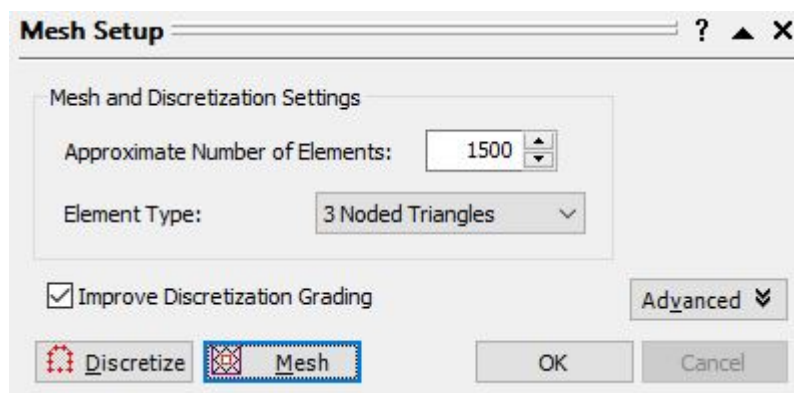 Mesh Setup ? ▲ X
Mesh and Discretization Settings
Approximate Number of Elements: 1500
Element Type: 3 Noded Triangles
Improve Discretization Grading
Advanced
Discretize Mesh OK Cancel